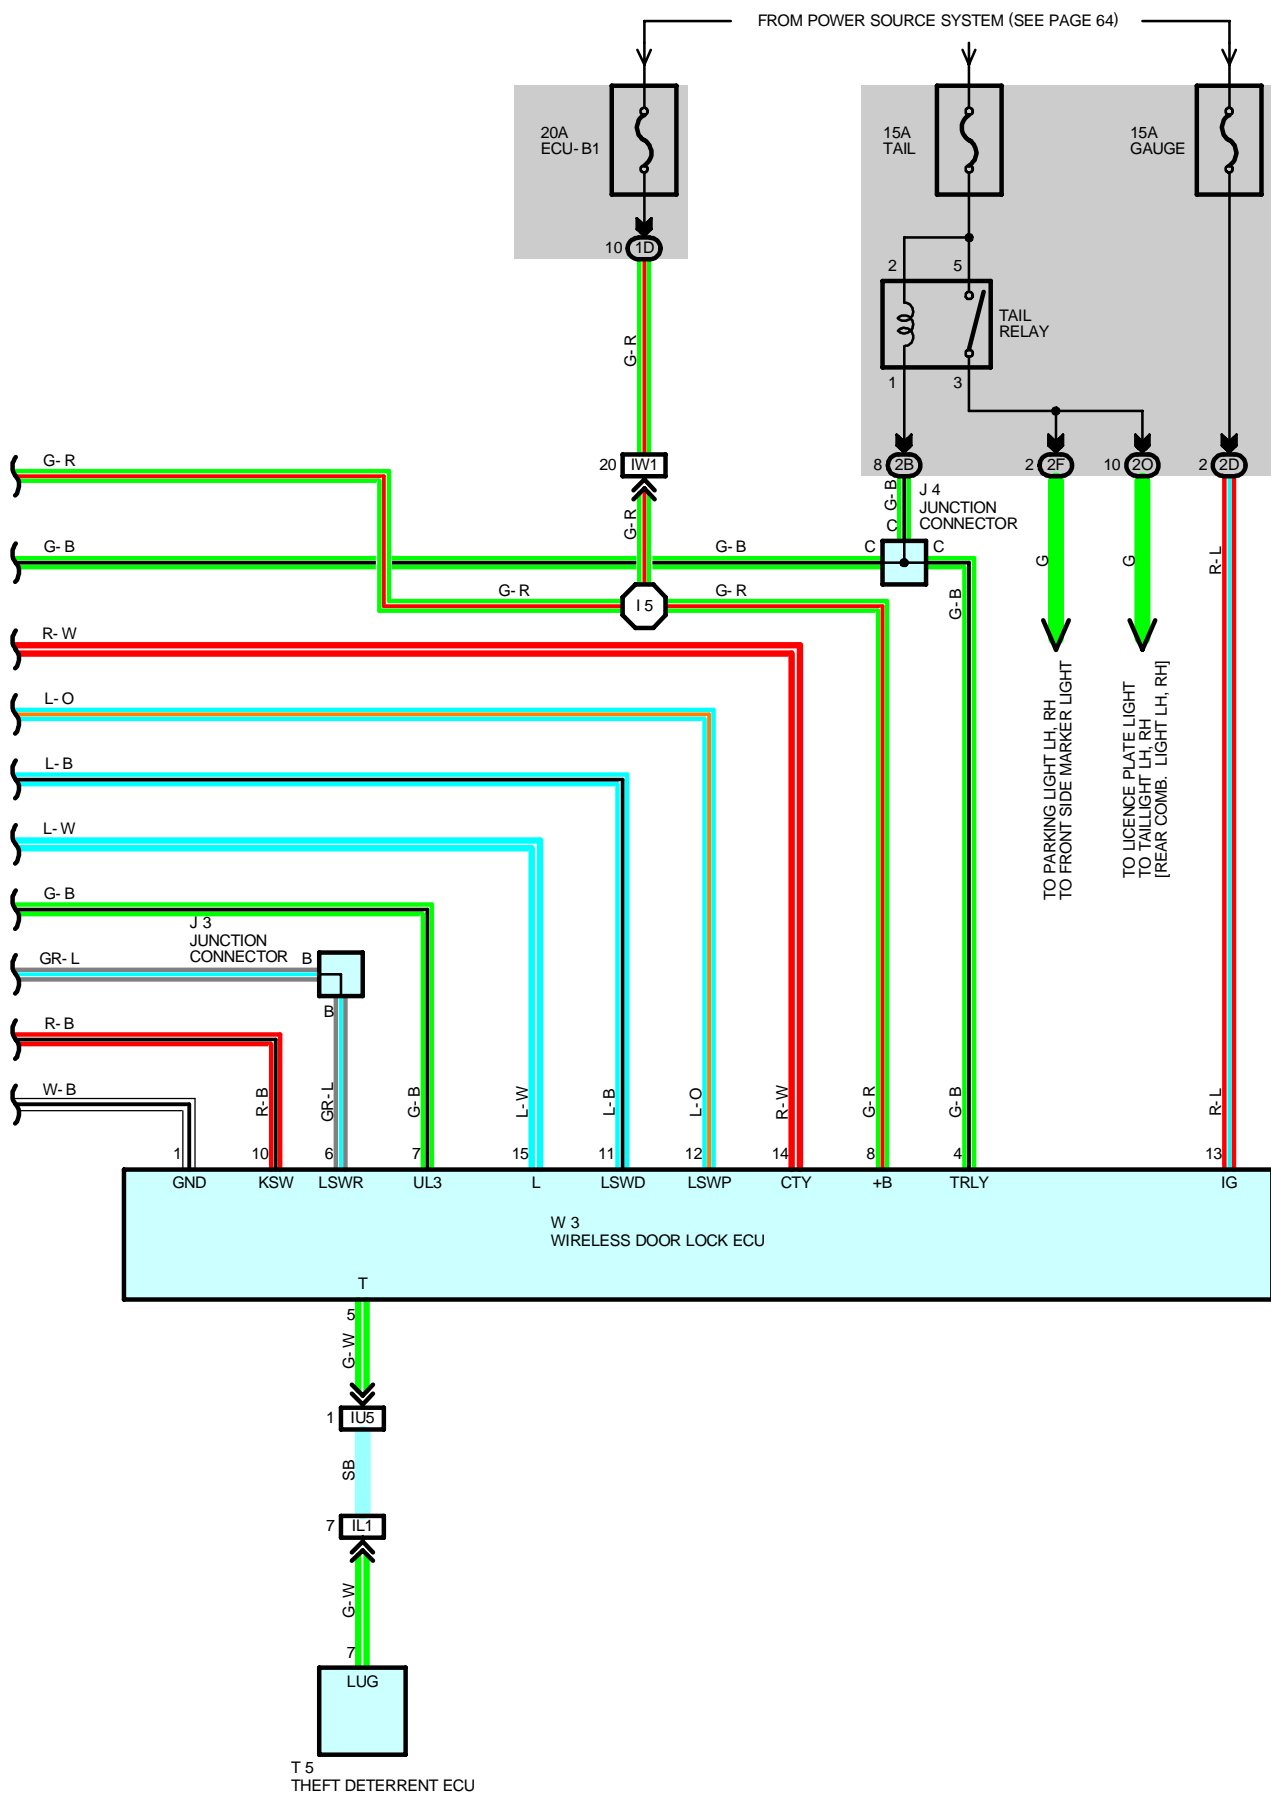 FROM POWER SOURCE SYSTEM (SEE PAGE 64)
20A
ECU-B1
15A
TAIL
15A
GAUGE
10 1D
2 5
TAIL
RELAY
1 3
G-R
20 IW1
8 2B
2 2F
10 2O
2 2D
G-R
G-B
J 4
JUNCTION
CONNECTOR
C
G-R
G-B
G-B
C
C
G
G
R-L
G-R
I 5
G-R
G-B
R-W
L-O
L-B
L-W
G-B
TO PARKING LIGHT LH, RH
TO FRONT SIDE MARKER LIGHT
TO LICENCE PLATE LIGHT
TO TAILLIGHT LH, RH
[REAR COMB. LIGHT LH, RH]
J 3
JUNCTION
CONNECTOR
B
GR-L
B
R-B
W-B
R-B
GR-L
G-B
L-W
L-B
L-O
R-W
G-R
G-B
R-L
1 10 6 7 15 11 12 14 8 4 13
GND KSW LSWR UL3 L LSWD LSWP CTY +B TRLY IG
W 3
WIRELESS DOOR LOCK ECU
T
5
G-W
1 IU5
SB
7 IL1
G-W
7
LUG
T 5
THEFT DETERRENT ECU